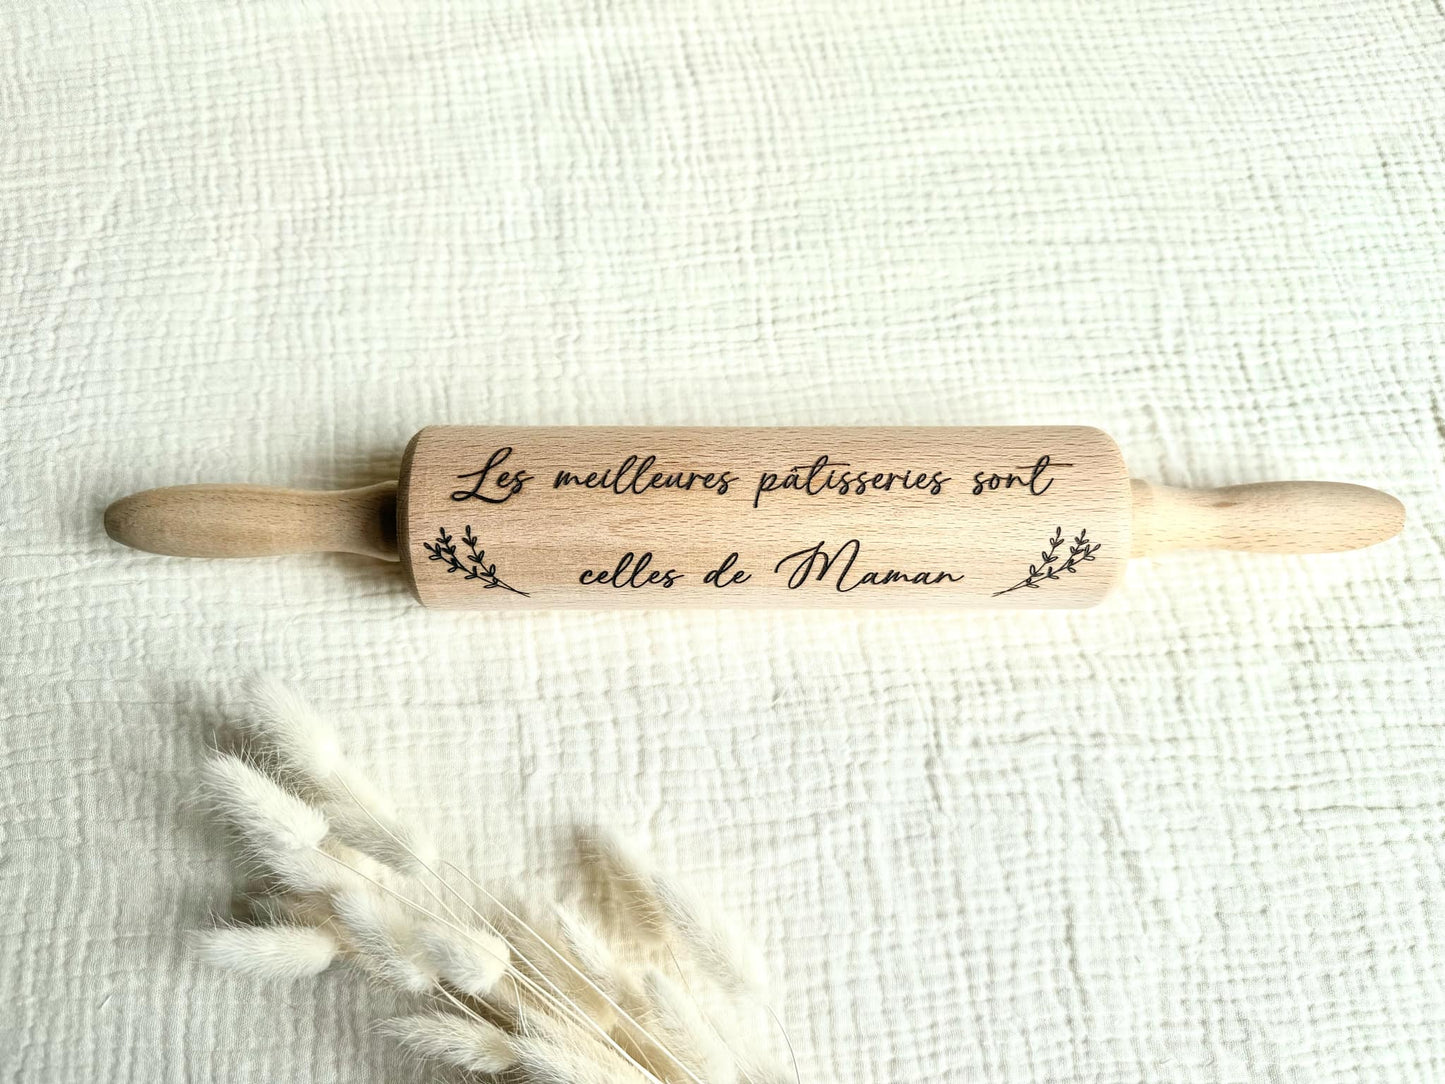 Les meilleures pâtisseries sont
celles de Maman